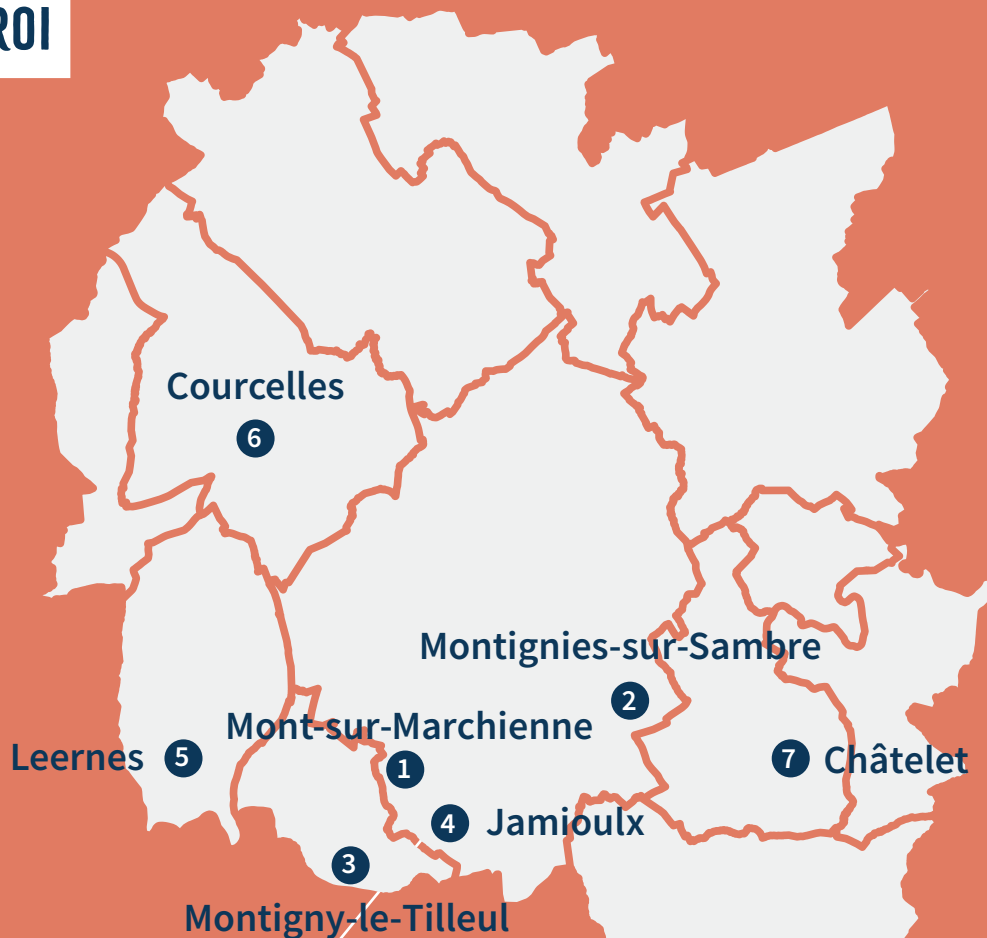 ROI
Courcelles
6
Montignies-sur-Sambre
2
Mont-sur-Marchienne
1
Leernes 5
7 Châtelet
4 Jamioulx
3
Montigny-le-Tilleul